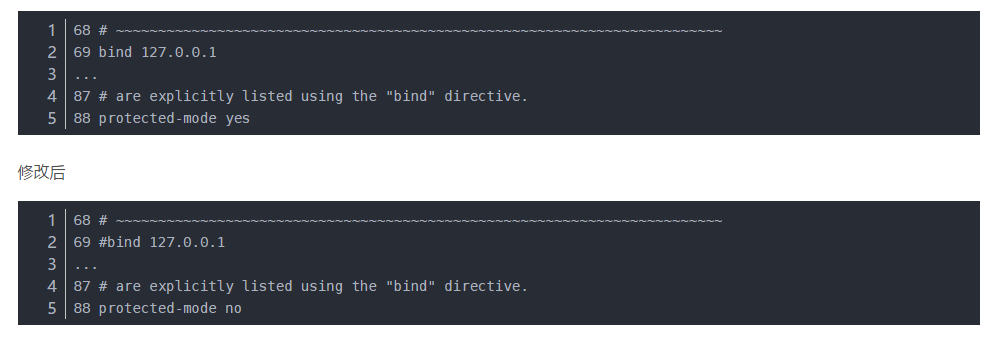 1 68 # ~~~~~~~~~~~~~~~~~~~~~~~~~~~~~~~~~~~~~~~~~~~~~~~~~~~~~~~~~~~~~~~~~~~~~~~~
2 69 bind 127.0.0.1
3 ...
4 87 # are explicitly listed using the "bind" directive.
5 88 protected-mode yes
修改后
1 68 # ~~~~~~~~~~~~~~~~~~~~~~~~~~~~~~~~~~~~~~~~~~~~~~~~~~~~~~~~~~~~~~~~~~~~~~~~
2 69 #bind 127.0.0.1
3 ...
4 87 # are explicitly listed using the "bind" directive.
5 88 protected-mode no